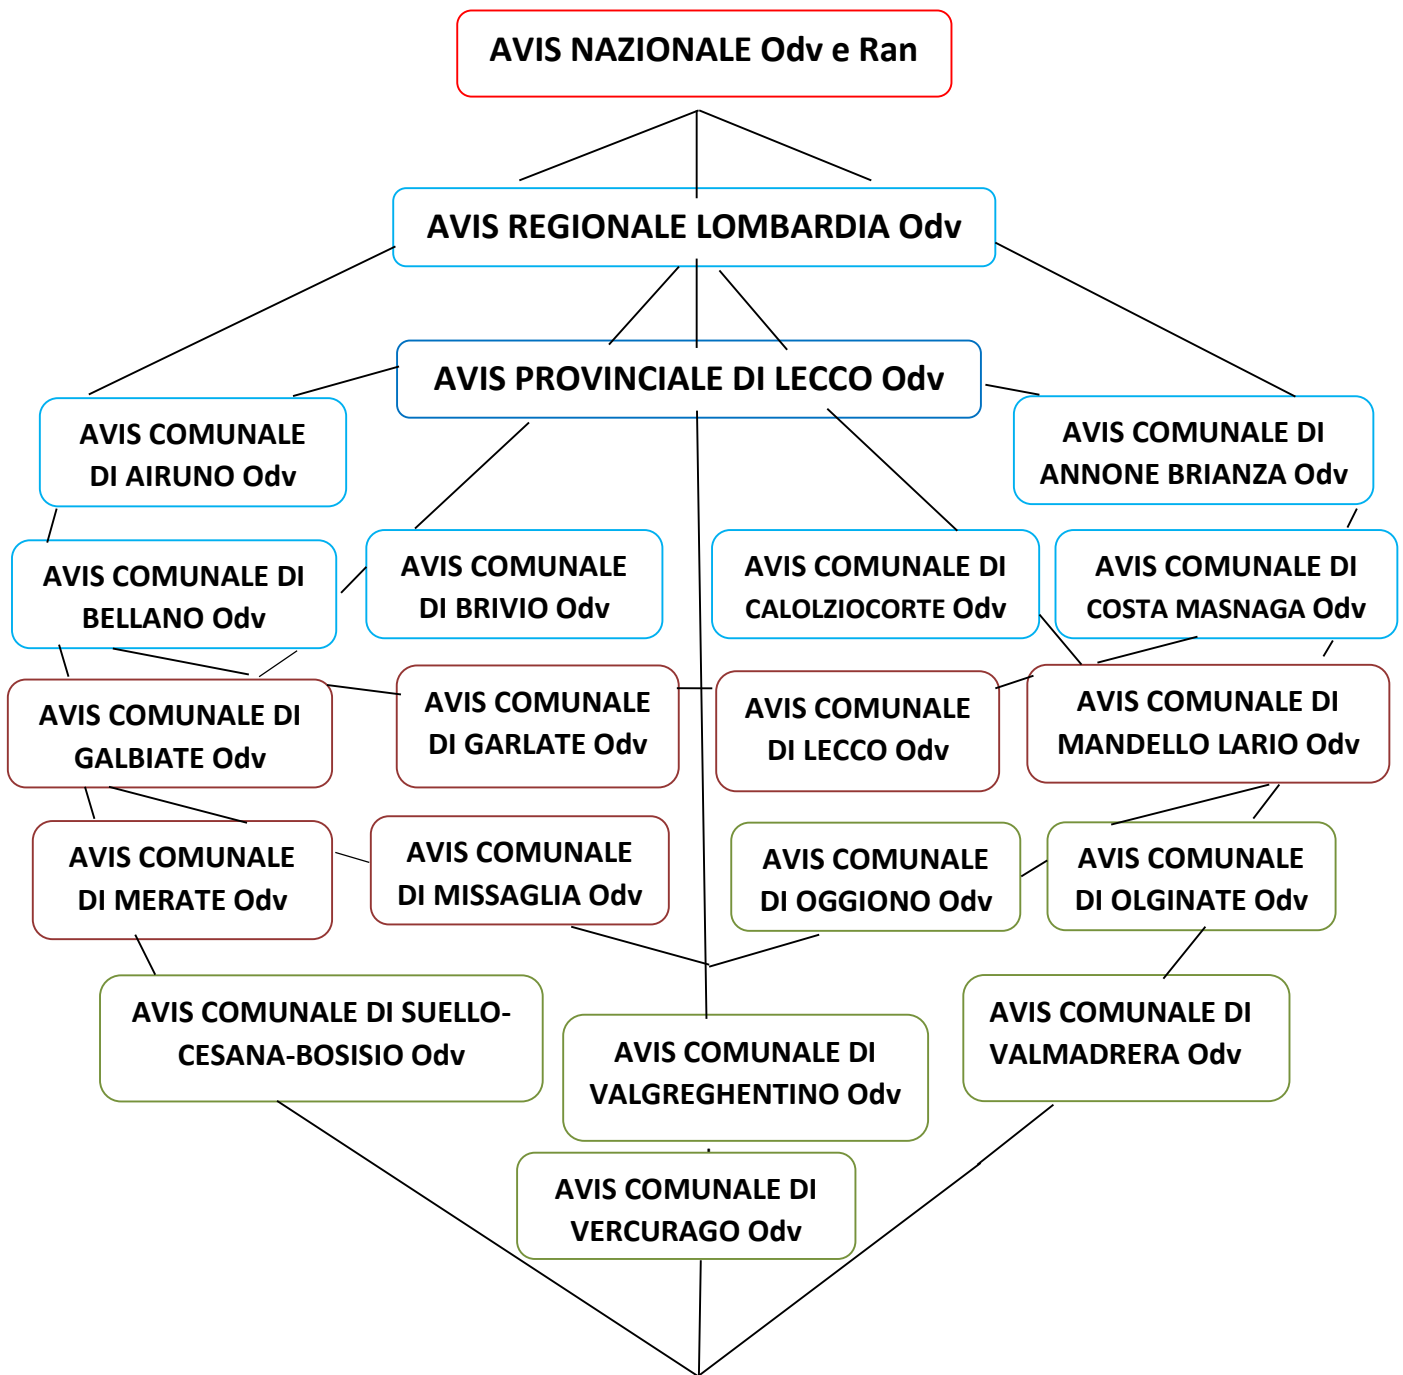 AVIS NAZIONALE Odv e Ran
AVIS REGIONALE LOMBARDIA Odv
AVIS PROVINCIALE DI LECCO Odv
AVIS COMUNALE
DI AIRUNO Odv
AVIS COMUNALE DI
ANNONE BRIANZA Odv
AVIS COMUNALE DI
BELLANO Odv
AVIS COMUNALE
DI BRIVIO Odv
AVIS COMUNALE DI
CALOLZIOCORTE Odv
AVIS COMUNALE DI
COSTA MASNAGA Odv
AVIS COMUNALE DI
GALBIATE Odv
AVIS COMUNALE
DI GARLATE Odv
AVIS COMUNALE
DI LECCO Odv
AVIS COMUNALE DI
MANDELLO LARIO Odv
AVIS COMUNALE
DI MERATE Odv
AVIS COMUNALE
DI MISSAGLIA Odv
AVIS COMUNALE
DI OGGIONO Odv
AVIS COMUNALE
DI OLGINATE Odv
AVIS COMUNALE DI SUELLO-
CESANA-BOSISIO Odv
AVIS COMUNALE DI
VALGREGHENTINO Odv
AVIS COMUNALE DI
VALMADRERA Odv
AVIS COMUNALE DI
VERCURAGO Odv